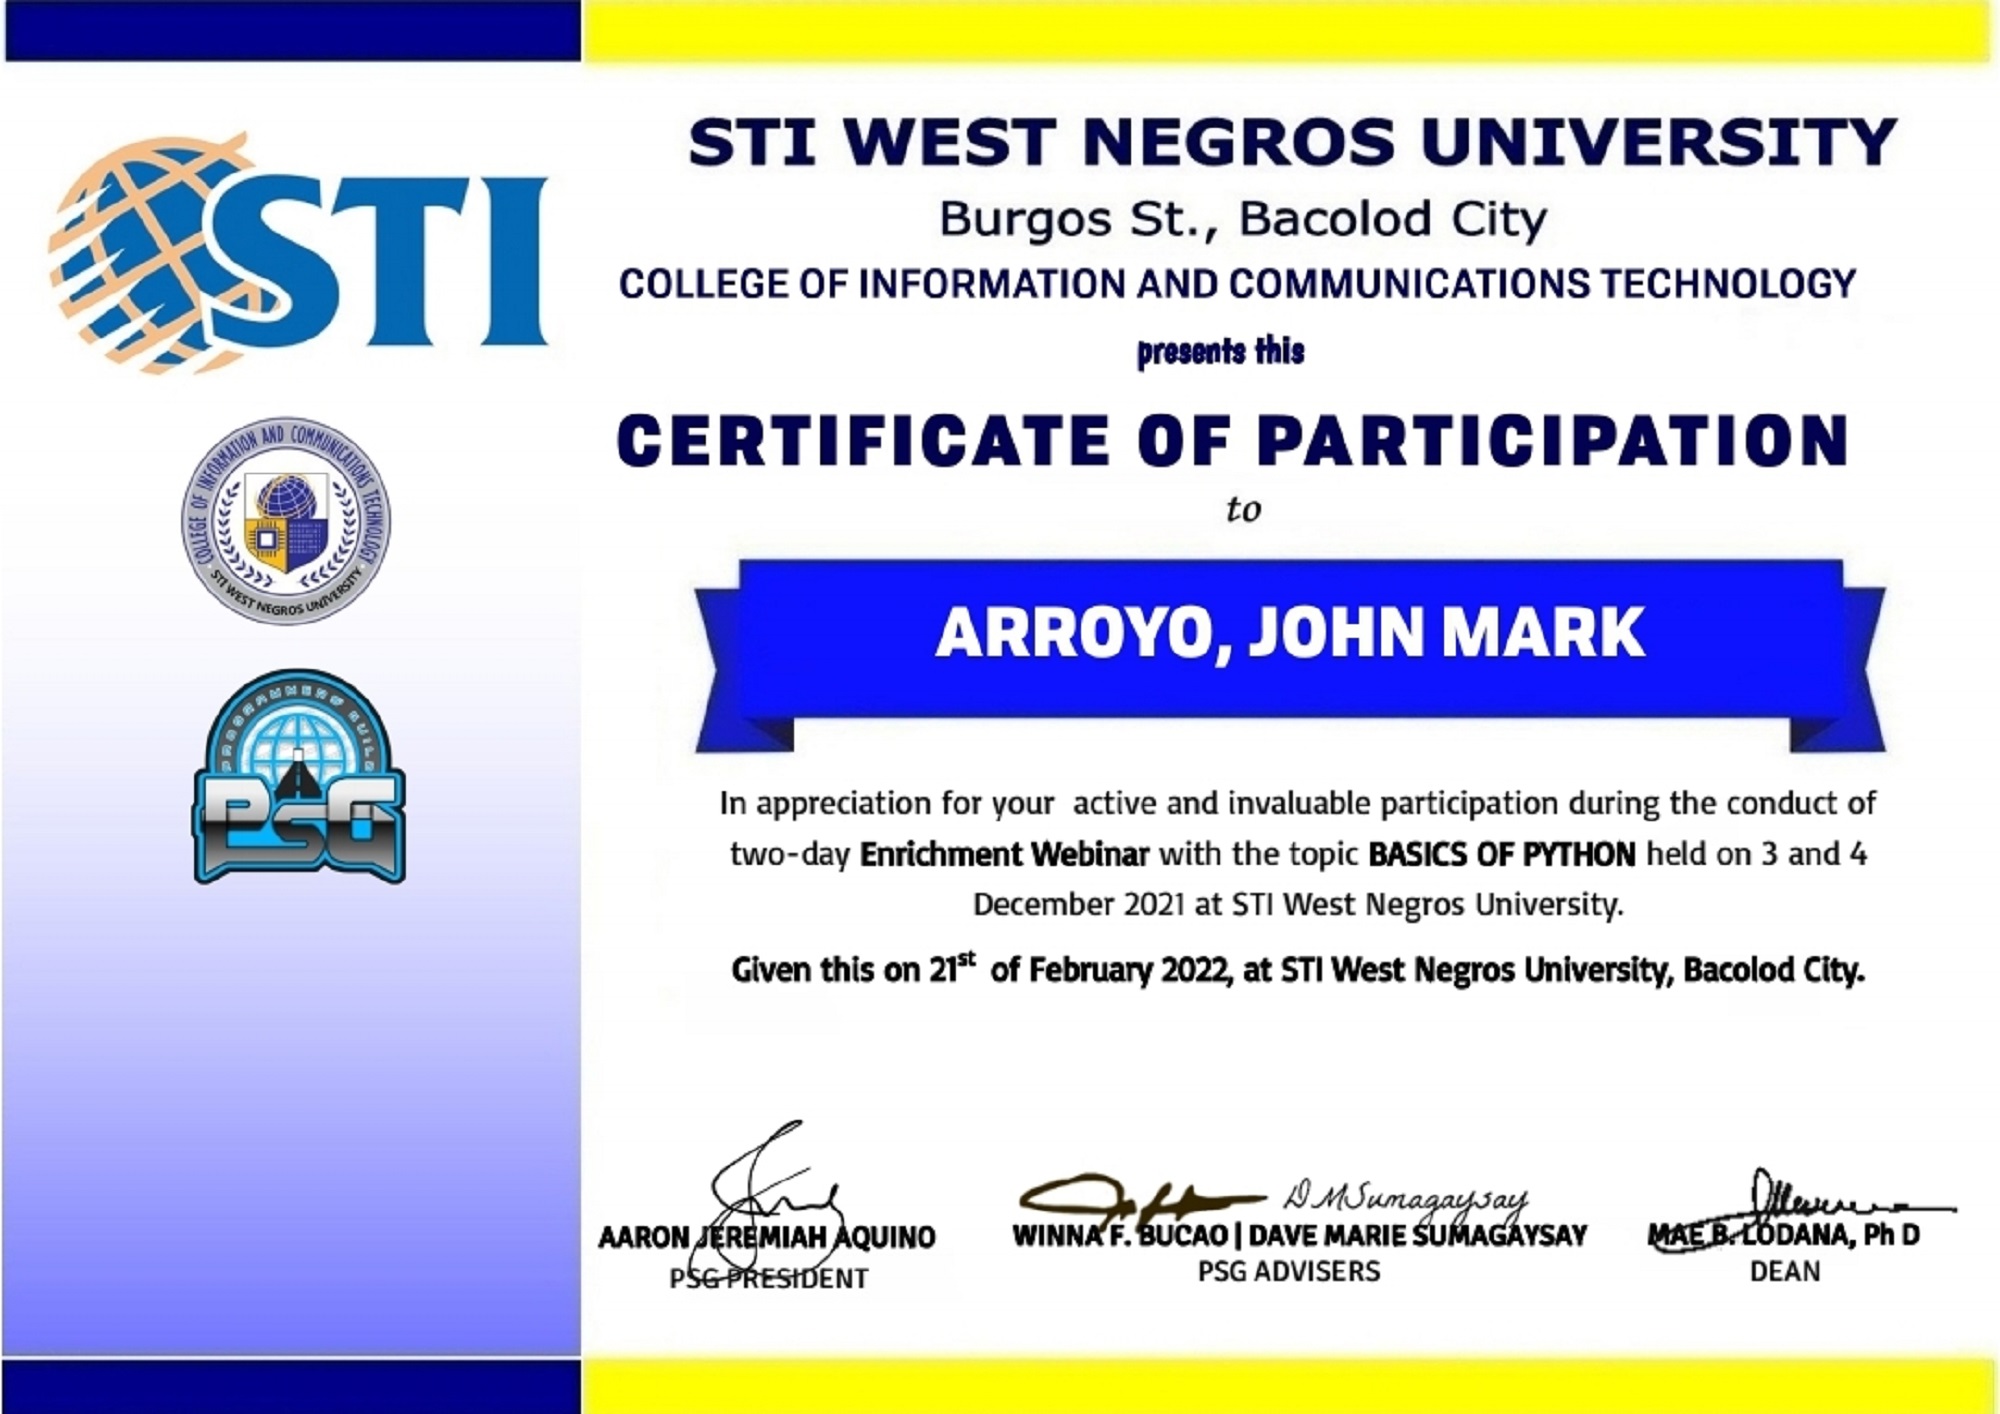 STI
COLLEGE OF INFORMATION AND COMMUNICATIONS TECHNOLOGY
STI WEST NEGROS UNIVERSITY
PROGRAMMERS GUILD
PSG
STI WEST NEGROS UNIVERSITY
Burgos St., Bacolod City
COLLEGE OF INFORMATION AND COMMUNICATIONS TECHNOLOGY
presents this
CERTIFICATE OF PARTICIPATION
to
ARROYO, JOHN MARK
In appreciation for your active and invaluable participation during the conduct of
two-day Enrichment Webinar with the topic BASICS OF PYTHON held on 3 and 4
December 2021 at STI West Negros University.
Given this on 21st of February 2022, at STI West Negros University, Bacolod City.
DMSumagaysay
AARON JEREMIAH AQUINO
PSG PRESIDENT
WINNA F. BUCAO | DAVE MARIE SUMAGAYSAY
PSG ADVISERS
MAE B. LODANA, Ph D
DEAN